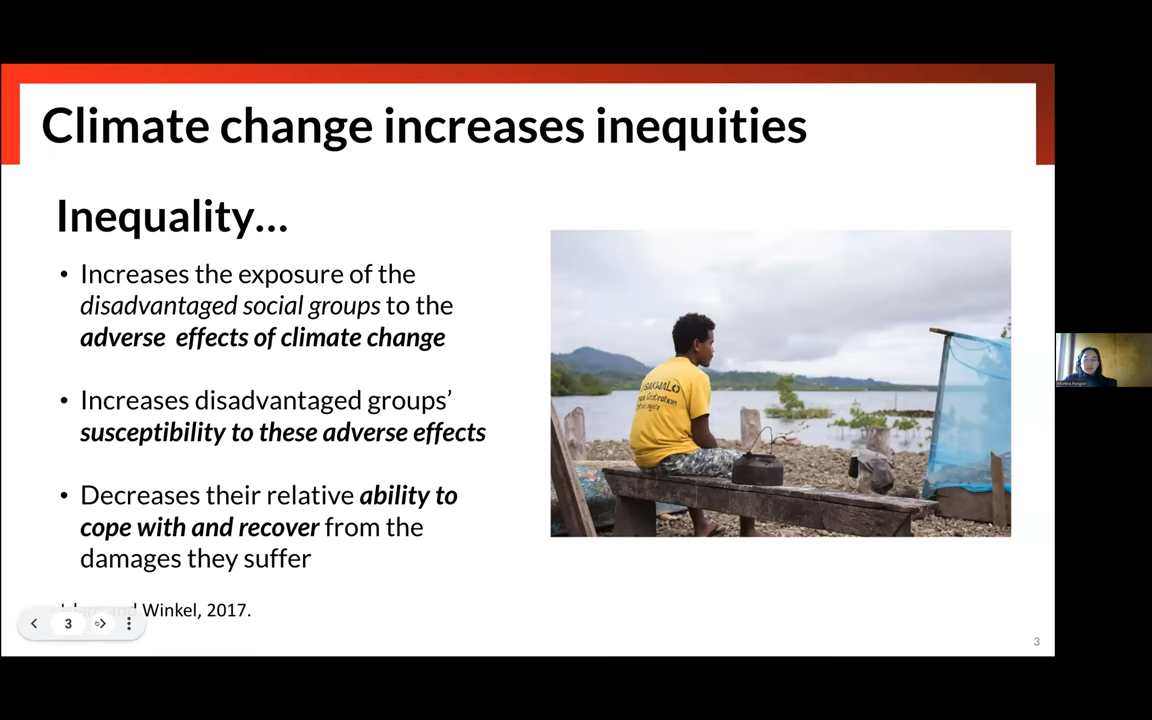 Climate change increases inequities
Inequality...
• Increases the exposure of the
disadvantaged social groups to the
adverse effects of climate change
• Increases disadvantaged groups’
susceptibility to these adverse effects
• Decreases their relative ability to
cope with and recover from the
damages they suffer
and Winkel, 2017.
3
3